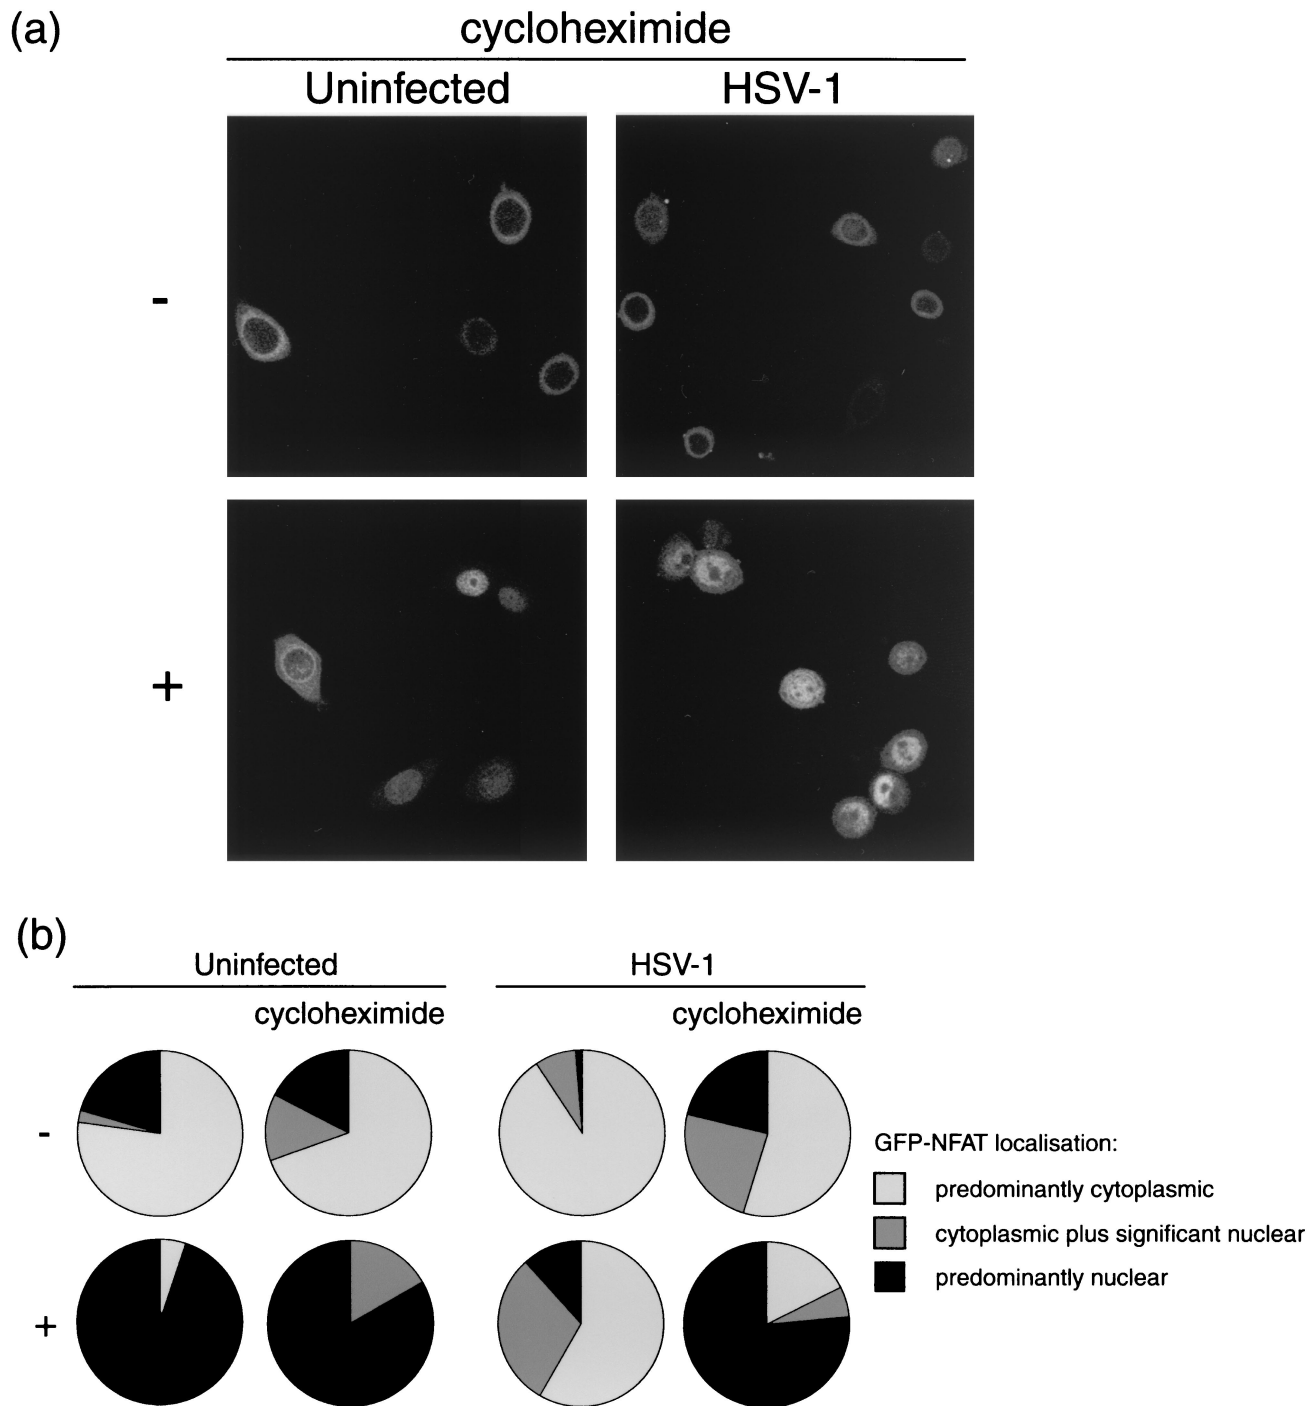 (a)
cycloheximide
Uninfected HSV-1
-
+
(b)
Uninfected HSV-1
cycloheximide cycloheximide
-
+
GFP-NFAT localisation:
predominantly cytoplasmic
cytoplasmic plus significant nuclear
predominantly nuclear